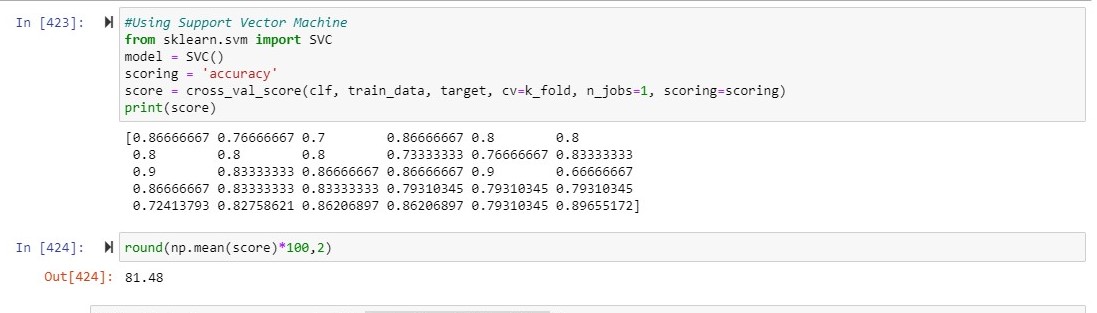 In [423]: #Using Support Vector Machine
from sklearn.svm import SVC
model = SVC()
scoring = 'accuracy'
score = cross_val_score(clf, train_data, target, cv=k_fold, n_jobs=1, scoring=scoring)
print(score)
[0.86666667 0.76666667 0.7 0.86666667 0.8 0.8
0.8 0.8 0.8 0.73333333 0.76666667 0.83333333
0.9 0.83333333 0.86666667 0.86666667 0.9 0.66666667
0.86666667 0.83333333 0.83333333 0.79310345 0.79310345 0.79310345
0.72413793 0.82758621 0.86206897 0.86206897 0.79310345 0.89655172]
In [424]: round(np.mean(score)*100,2)
Out[424]: 81.48